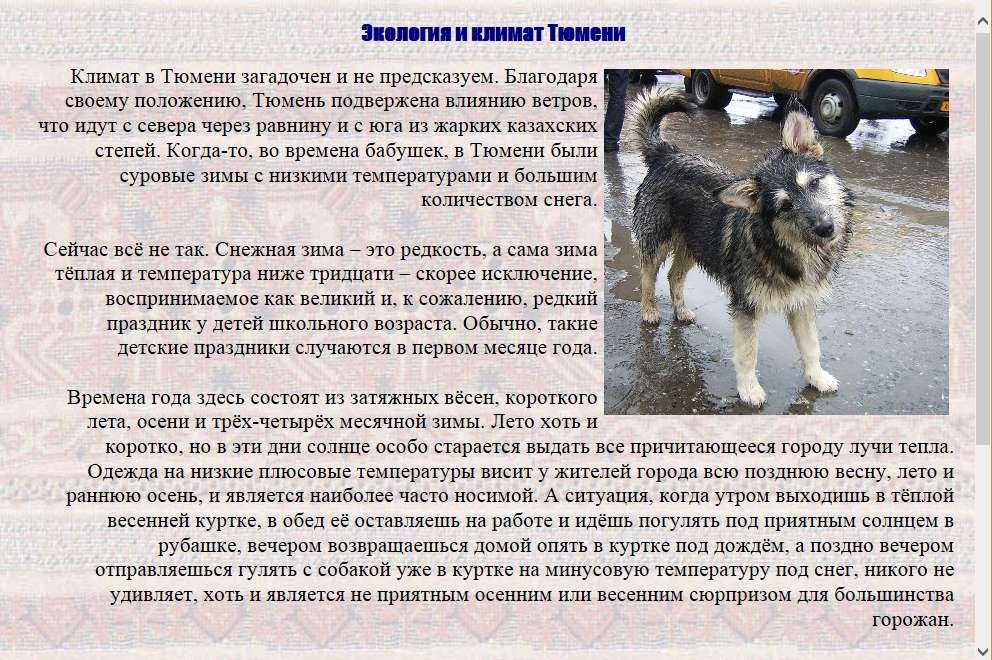 Экология и климат Тюмени
Климат в Тюмени загадочен и не предсказуем. Благодаря
своему положению, Тюмень подвержена влиянию ветров,
что идут с севера через равнину и с юга из жарких казахских
степей. Когда-то, во времена бабушек, в Тюмени были
суровые зимы с низкими температурами и большим
количеством снега.
Сейчас всё не так. Снежная зима – это редкость, а сама зима
тёплая и температура ниже тридцати – скорее исключение,
воспринимаемое как великий и, к сожалению, редкий
праздник у детей школьного возраста. Обычно, такие
детские праздники случаются в первом месяце года.
Времена года здесь состоят из затяжных вёсен, короткого
лета, осени и трёх-четырёх месячной зимы. Лето хоть и
коротко, но в эти дни солнце особо старается выдать все причитающееся городу лучи тепла.
Одежда на низкие плюсовые температуры висит у жителей города всю позднюю весну, лето и
раннюю осень, и является наиболее часто носимой. А ситуация, когда утром выходишь в тёплой
весенней куртке, в обед её оставляешь на работе и идёшь погулять под приятным солнцем в
рубашке, вечером возвращаешься домой опять в куртке под дождём, а поздно вечером
отправляешься гулять с собакой уже в куртке на минусовую температуру под снег, никого не
удивляет, хоть и является не приятным осенним или весенним сюрпризом для большинства
горожан.